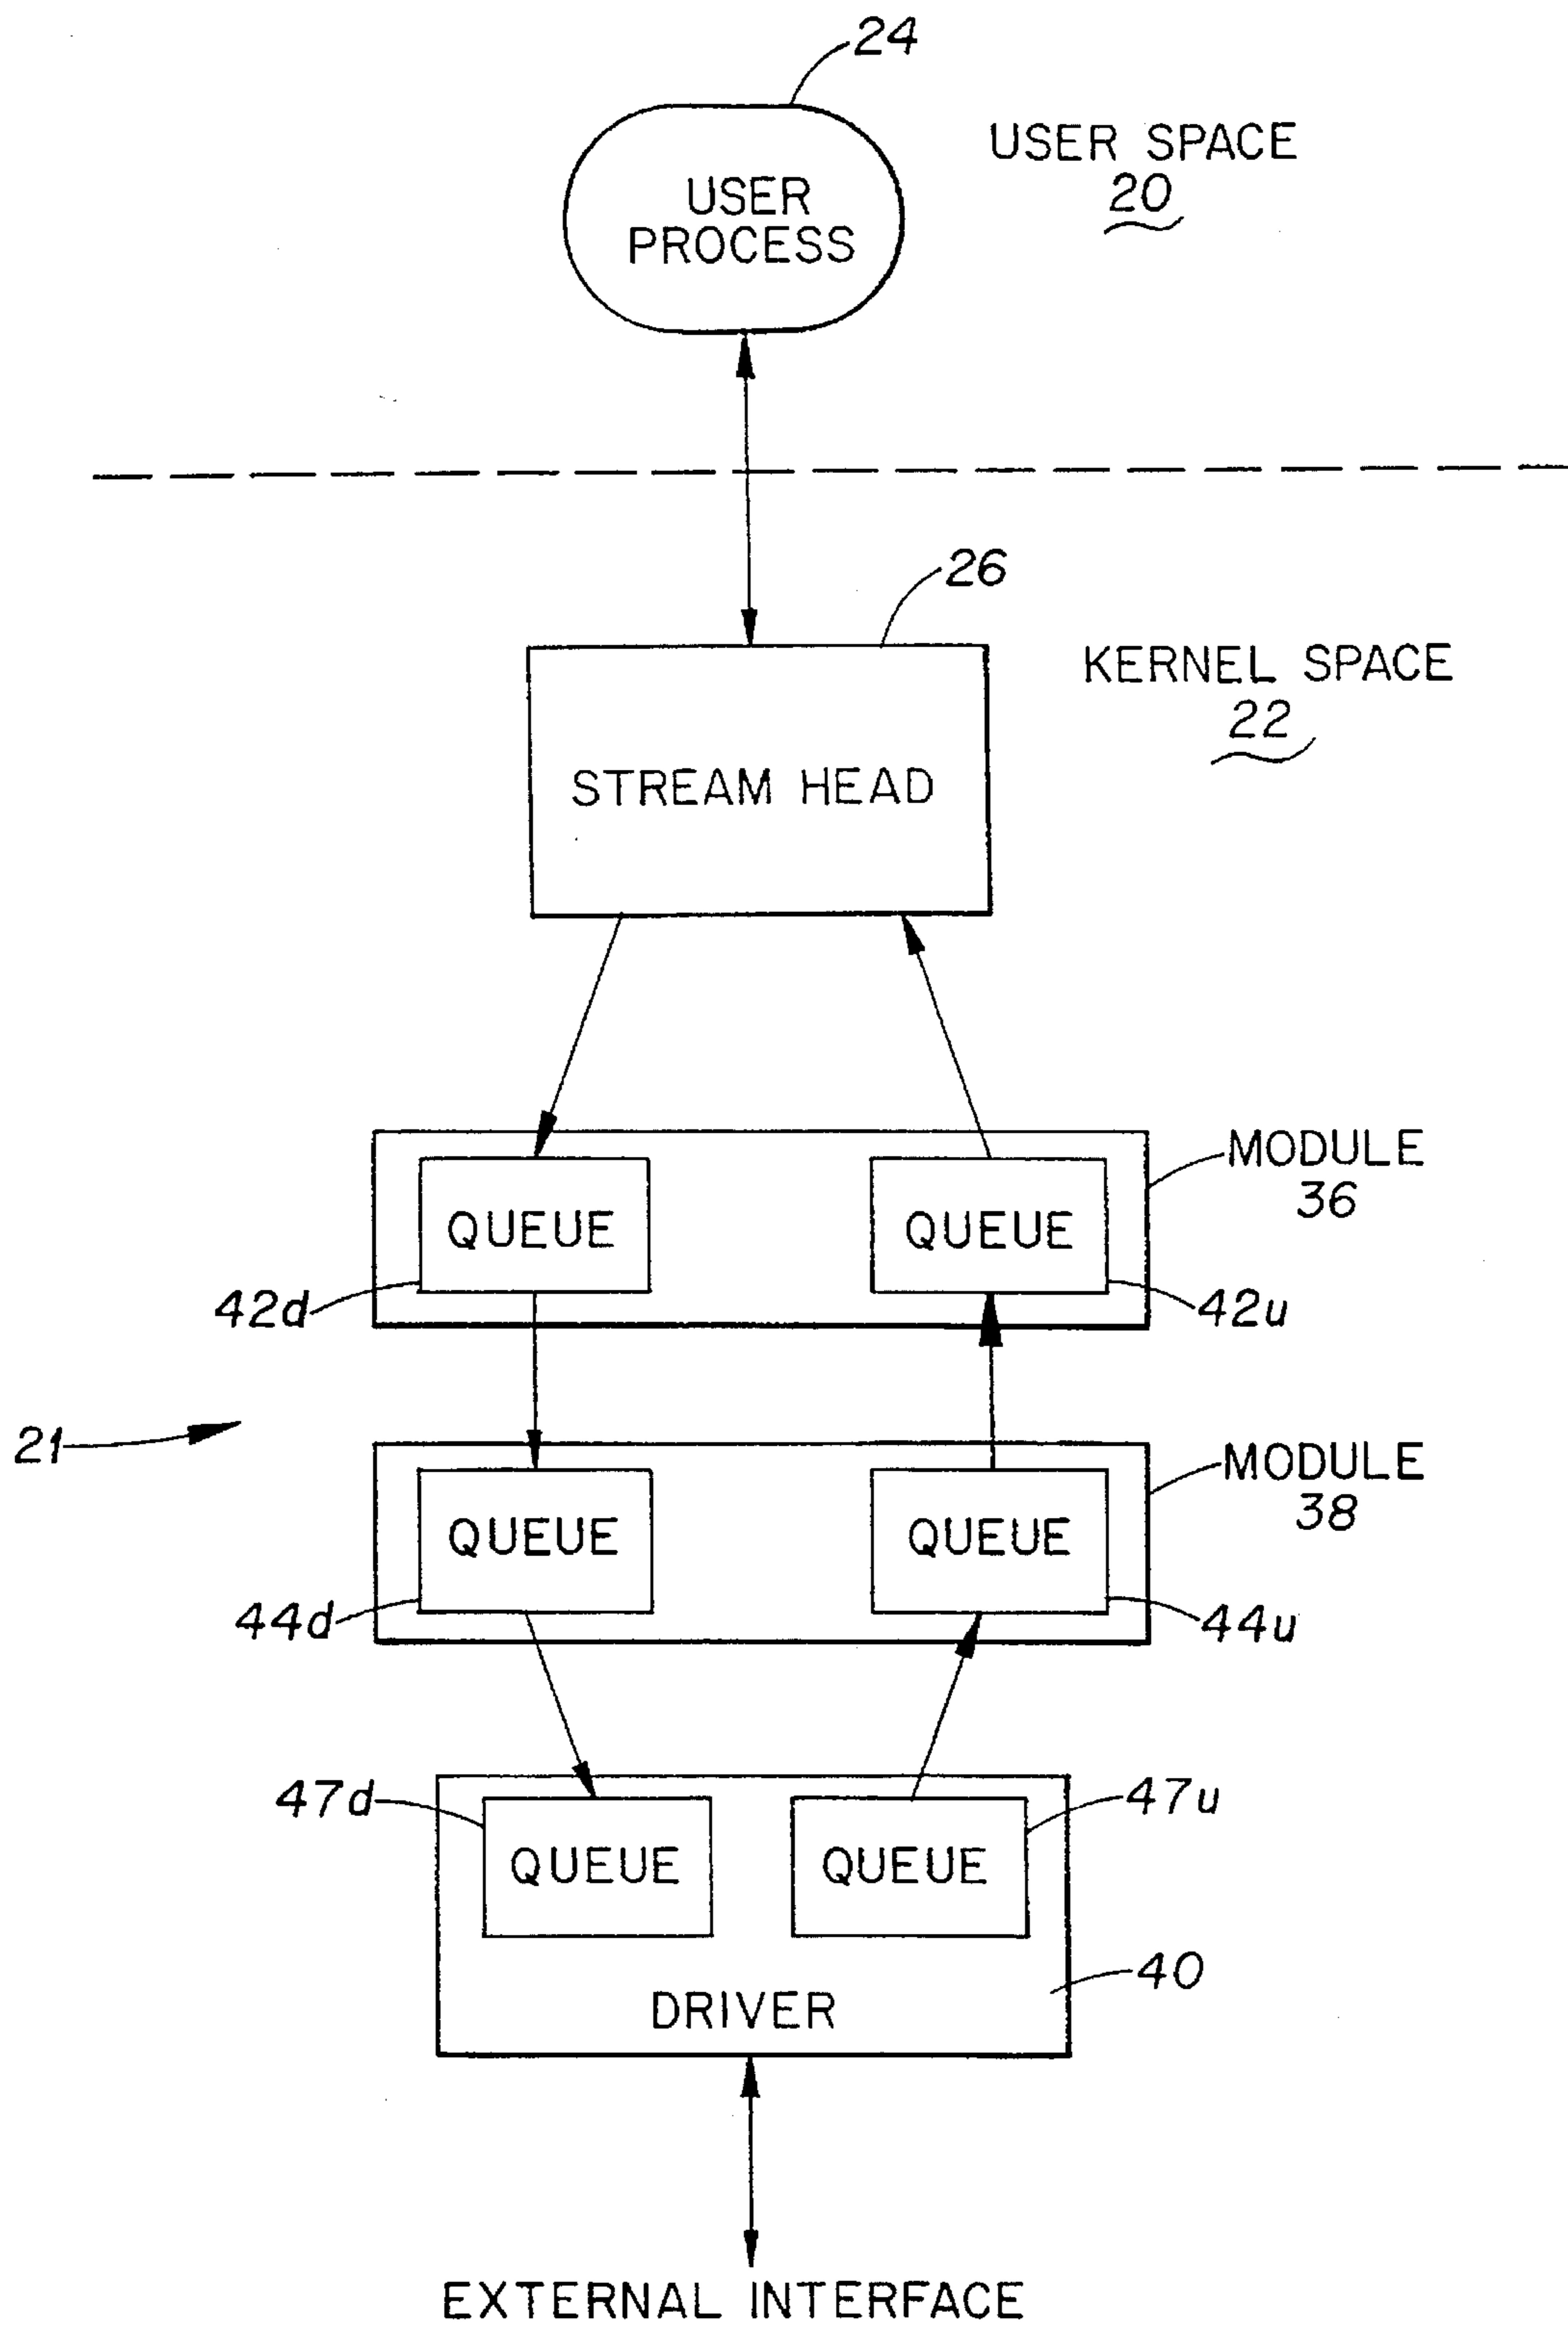 24
USER SPACE
20
USER
PROCESS
26
KERNEL SPACE
22
STREAM HEAD
MODULE
36
QUEUE
QUEUE
42d
42u
21
MODULE
38
QUEUE
QUEUE
44d
44u
47d
47u
QUEUE
QUEUE
40
DRIVER
EXTERNAL INTERFACE